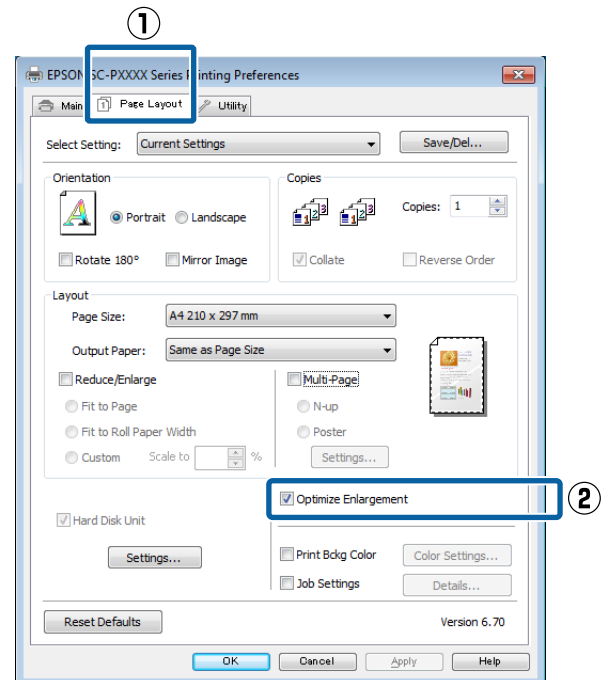 ①
EPSON SC-PXXXX Series Printing Preferences
Main Page Layout Utility
Select Setting: Current Settings Save/Del...
Orientation Copies
Portrait Landscape Copies: 1
Rotate 180° Mirror Image Collate Reverse Order
Layout
Page Size: A4 210 x 297 mm
Output Paper: Same as Page Size
Reduce/Enlarge Multi-Page
Fit to Page N-up
Fit to Roll Paper Width Poster
Custom Scale to % Settings...
Optimize Enlargement ②
Hard Disk Unit
Settings... Print Bckg Color Color Settings...
Job Settings Details...
Reset Defaults Version 6.70
OK Cancel Apply Help